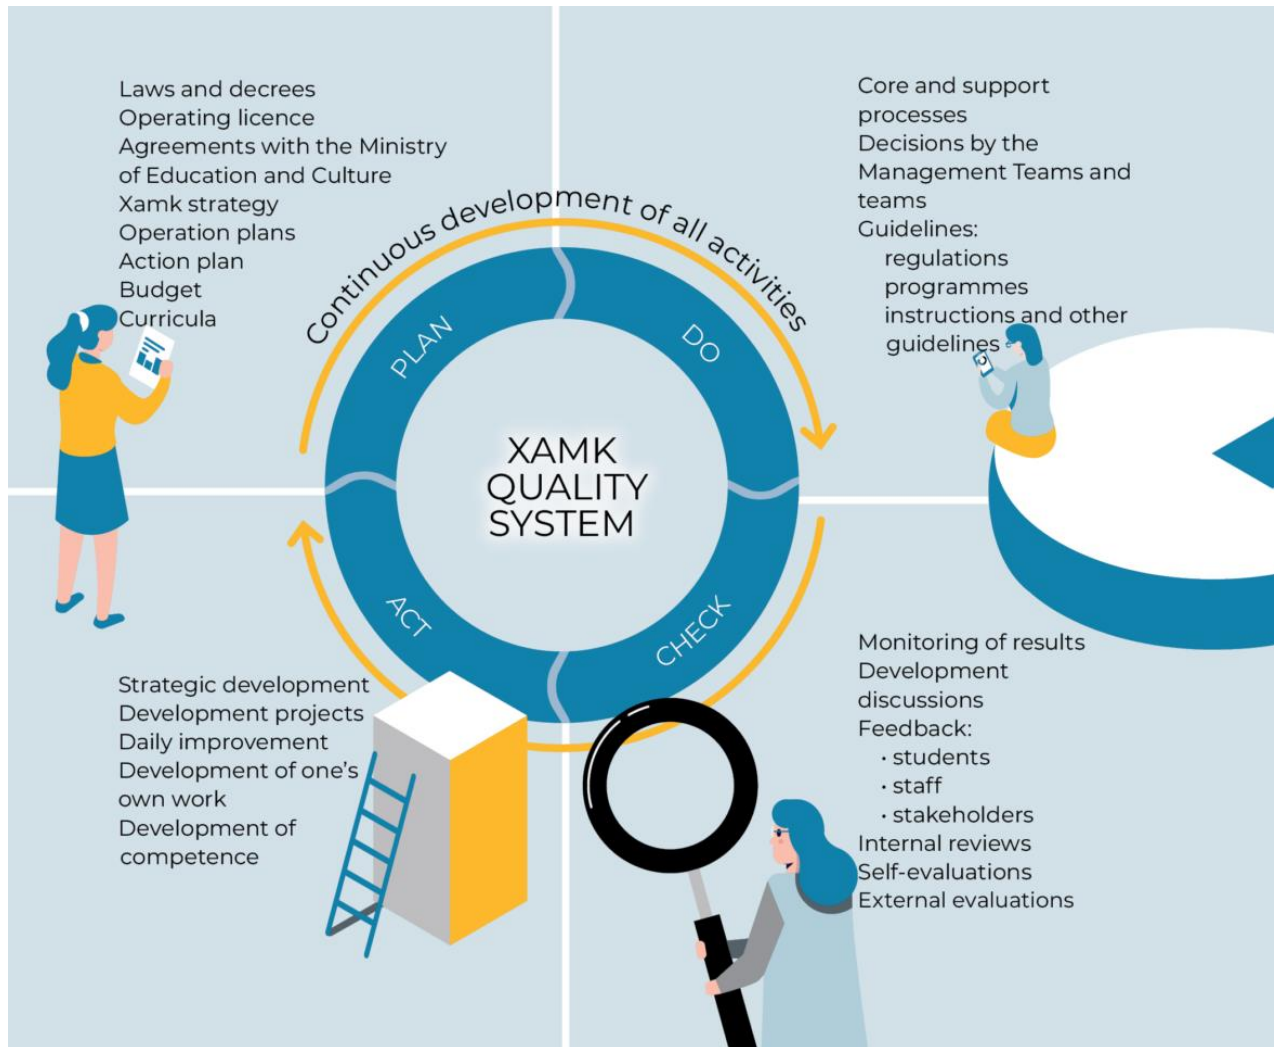 Laws and decrees
Operating licence
Agreements with the Ministry
of Education and Culture
Xamk strategy
Operation plans
Action plan
Budget
Curricula
Core and support
processes
Decisions by the
Management Teams and
teams
Guidelines:
regulations
programmes
instructions and other
guidelines
Continuous development of all activities
PLAN
DO
XAMK
QUALITY
SYSTEM
ACT
CHECK
Strategic development
Development projects
Daily improvement
Development of one's
own work
Development of
competence
Monitoring of results
Development
discussions
Feedback:
• students
• staff
• stakeholders
Internal reviews
Self-evaluations
External evaluations